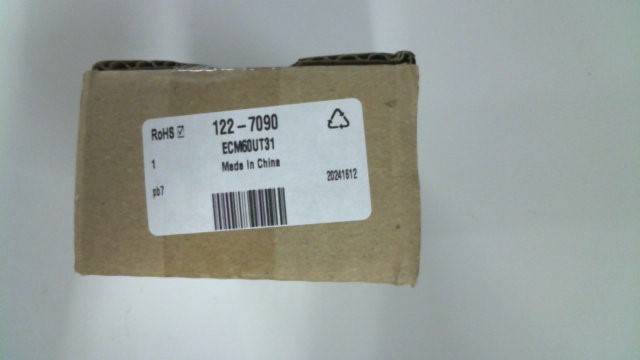 RoHS
122-7090
ECM60UT31
1
Made in China
20241612
pb7